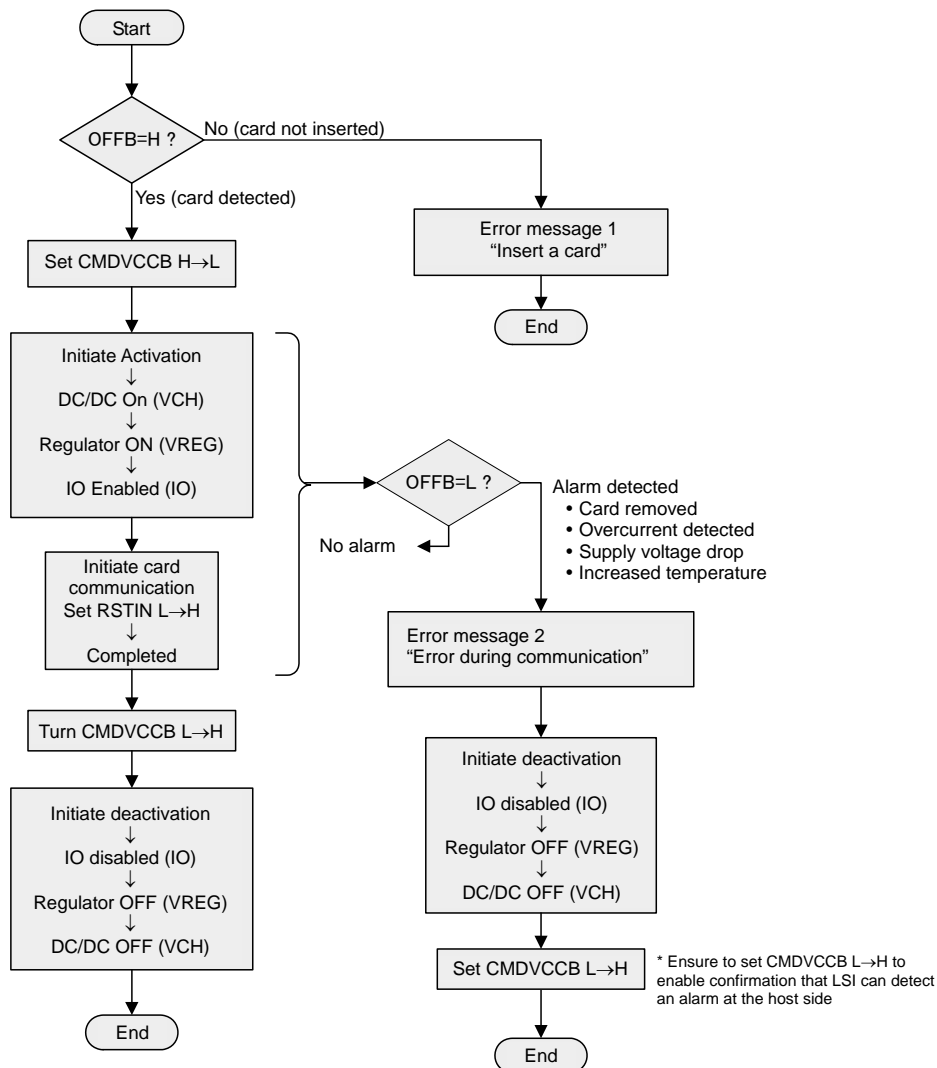 Start
OFFB=H ?
No (card not inserted)
Yes (card detected)
Error message 1
“Insert a card”
End
Set CMDVCCB H→L
Initiate Activation
↓
DC/DC On (VCH)
↓
Regulator ON (VREG)
↓
IO Enabled (IO)
Initiate card
communication
Set RSTIN L→H
↓
Completed
OFFB=L ?
No alarm
Alarm detected
• Card removed
• Overcurrent detected
• Supply voltage drop
• Increased temperature
Error message 2
“Error during communication”
Turn CMDVCCB L→H
Initiate deactivation
↓
IO disabled (IO)
↓
Regulator OFF (VREG)
↓
DC/DC OFF (VCH)
End
Initiate deactivation
↓
IO disabled (IO)
↓
Regulator OFF (VREG)
↓
DC/DC OFF (VCH)
Set CMDVCCB L→H
* Ensure to set CMDVCCB L→H to
enable confirmation that LSI can detect
an alarm at the host side
End